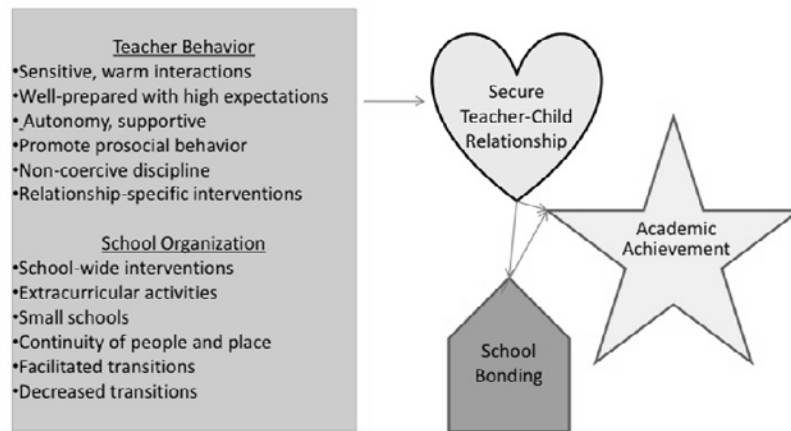 Teacher Behavior
•Sensitive, warm interactions
•Well-prepared with high expectations
•Autonomy, supportive
•Promote prosocial behavior
•Non-coercive discipline
•Relationship-specific interventions
School Organization
•School-wide interventions
•Extracurricular activities
•Small schools
•Continuity of people and place
•Facilitated transitions
•Decreased transitions
Secure
Teacher-Child
Relationship
Academic
Achievement
School
Bonding